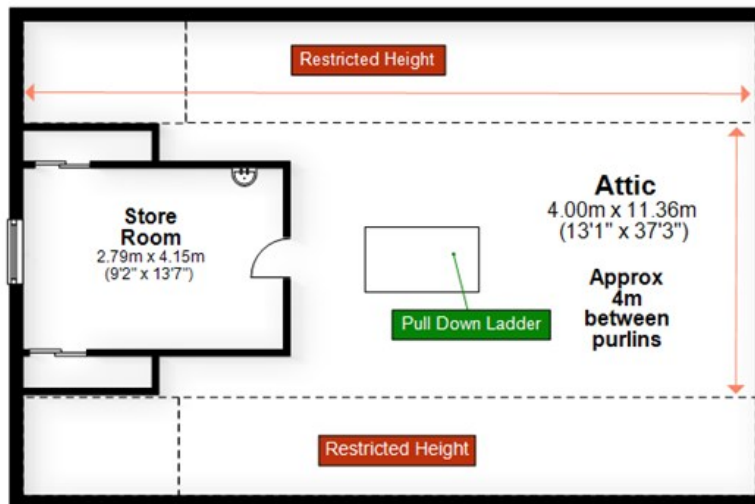 Restricted Height
Attic
4.00m x 11.36m
(13'1" x 37'3")
Store
Room
2.79m x 4.15m
(9'2" x 13'7")
Approx
4m
between
purlins
Pull Down Ladder
Restricted Height